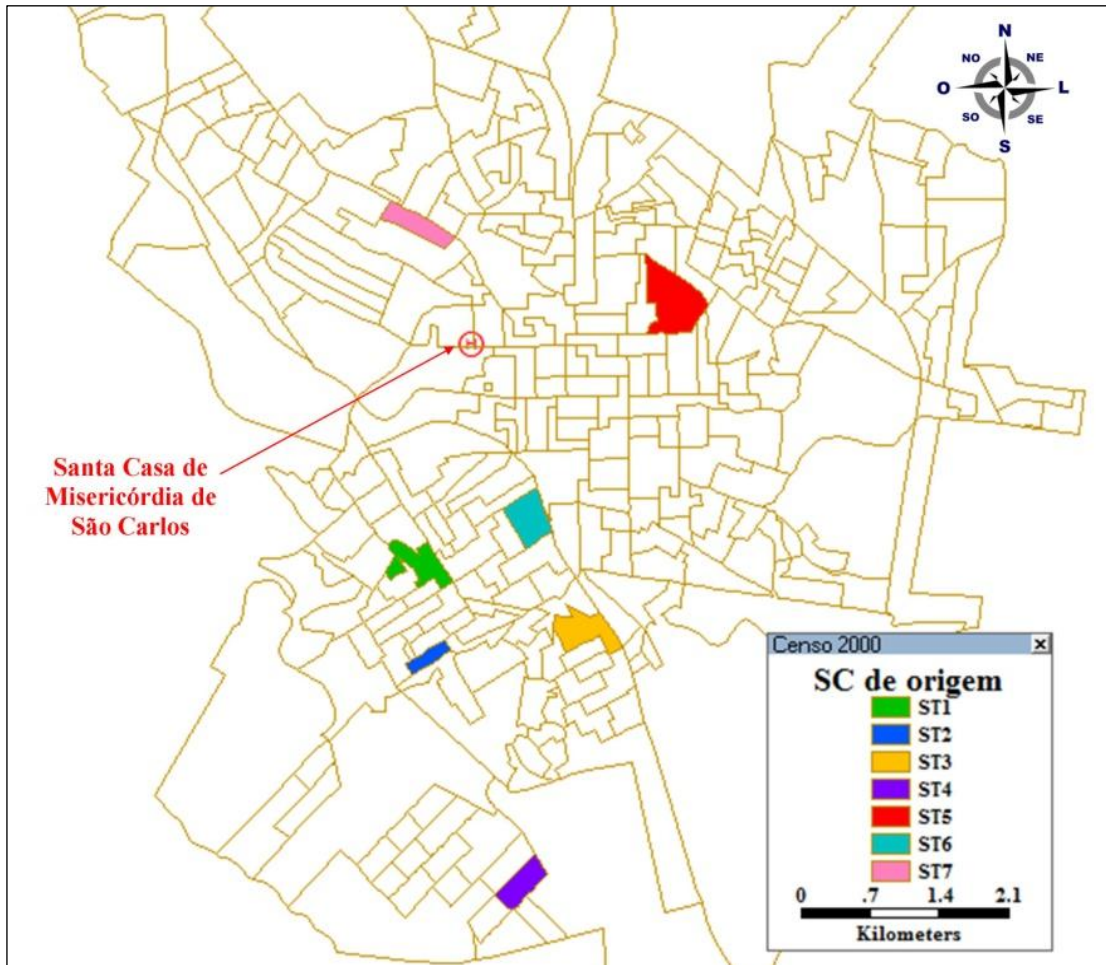 N
NO
NE
O
L
SO
SE
S
H
Santa Casa de
Misericórdia de
São Carlos
Censo 2000
x
SC de origem
ST1
ST2
ST3
ST4
ST5
ST6
ST7
0 .7 1.4 2.1
Kilometers